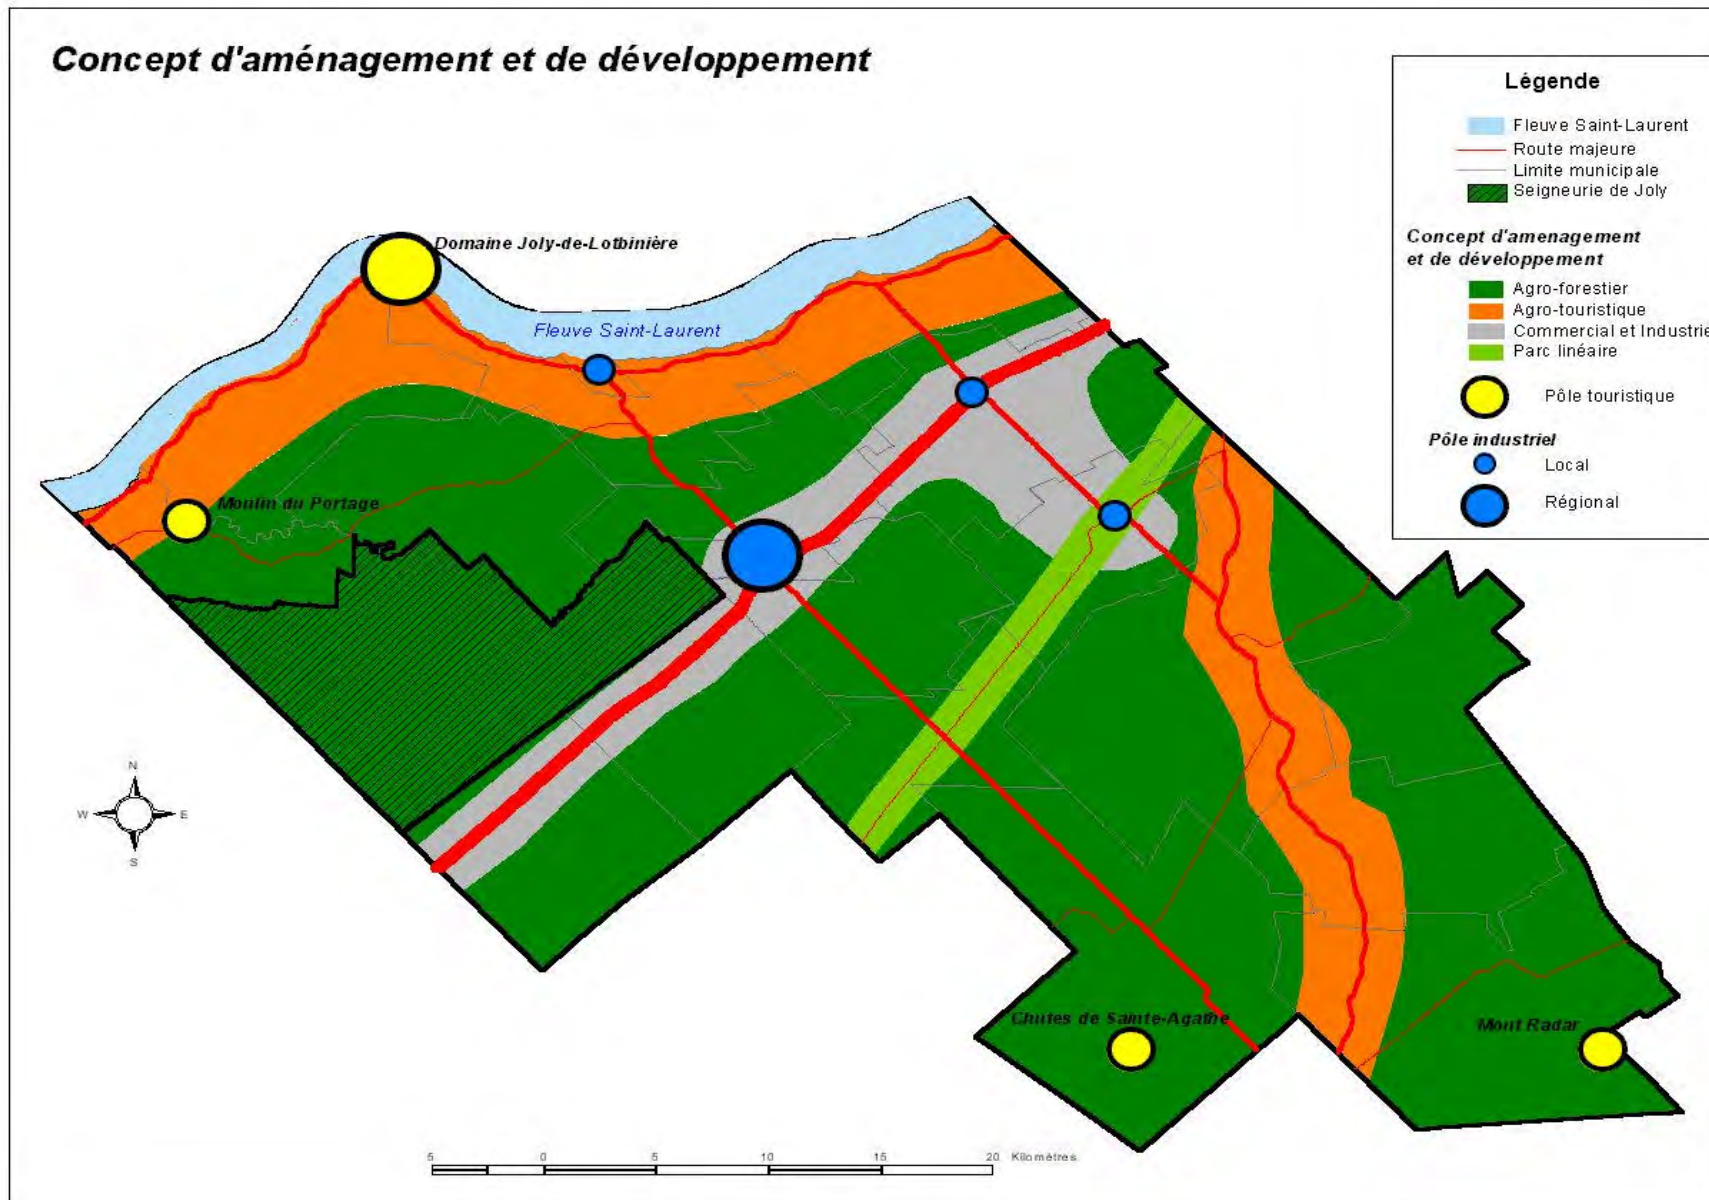 Concept d'aménagement et de développement
Légende
Fleuve Saint-Laurent
Route majeure
Limite municipale
Seigneurie de Joly
Concept d'amenagement
et de développement
Agro-forestier
Agro-touristique
Commercial et Industrie
Parc linéaire
Pôle touristique
Pôle industriel
Local
Régional
Domaine Joly-de-Lotbinière
Fleuve Saint-Laurent
Moulin du Portage
N
W E
S
Chutes de Sainte-Agathe
Mont Radar
5 0 5 10 15 20 Kilomètres